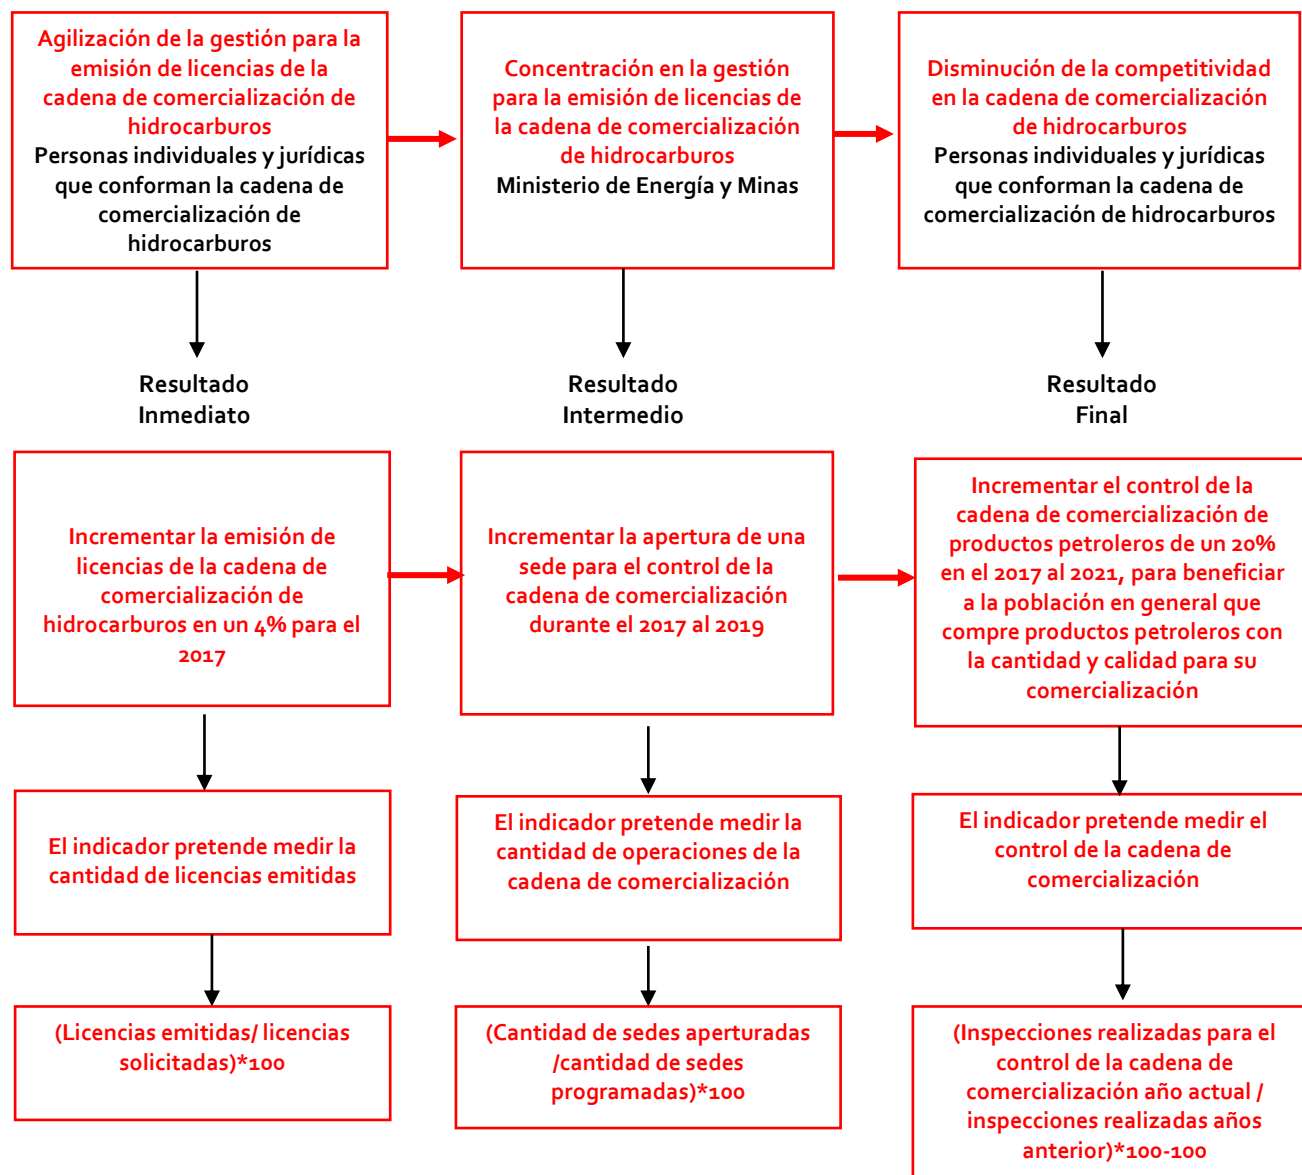 Agilización de la gestión para la
emisión de licencias de la
cadena de comercialización de
hidrocarburos
Personas individuales y jurídicas
que conforman la cadena de
comercialización de
hidrocarburos
Concentración en la gestión
para la emisión de licencias de
la cadena de comercialización
de hidrocarburos
Ministerio de Energía y Minas
Disminución de la competitividad
en la cadena de comercialización
de hidrocarburos
Personas individuales y jurídicas
que conforman la cadena de
comercialización de hidrocarburos
Resultado
Inmediato
Resultado
Intermedio
Resultado
Final
Incrementar la emisión de
licencias de la cadena de
comercialización de
hidrocarburos en un 4% para el
2017
Incrementar la apertura de una
sede para el control de la
cadena de comercialización
durante el 2017 al 2019
Incrementar el control de la
cadena de comercialización de
productos petroleros de un 20%
en el 2017 al 2021, para beneficiar
a la población en general que
compre productos petroleros con
la cantidad y calidad para su
comercialización
El indicador pretende medir la
cantidad de licencias emitidas
El indicador pretende medir la
cantidad de operaciones de la
cadena de comercialización
El indicador pretende medir el
control de la cadena de
comercialización
(Licencias emitidas/ licencias
solicitadas)*100
(Cantidad de sedes aperturadas
/cantidad de sedes
programadas)*100
(Inspecciones realizadas para el
control de la cadena de
comercialización año actual /
inspecciones realizadas años
anterior)*100-100